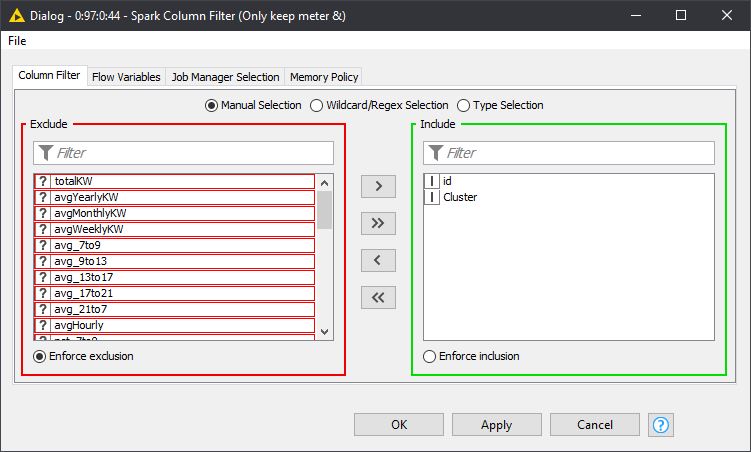 Dialog - 0:97:0:44 - Spark Column Filter (Only keep meter &)
File
Column Filter Flow Variables Job Manager Selection Memory Policy
Manual Selection Wildcard/Regex Selection Type Selection
Exclude
Filter
? totalKW
? avgYearlyKW
? avgMonthlyKW
? avgWeeklyKW
? avg_7to9
? avg_9to13
? avg_13to17
? avg_17to21
? avg_21to7
? avgHourly
Enforce exclusion
>
>>
<
<<
Include
Filter
I id
I Cluster
Enforce inclusion
OK Apply Cancel ?